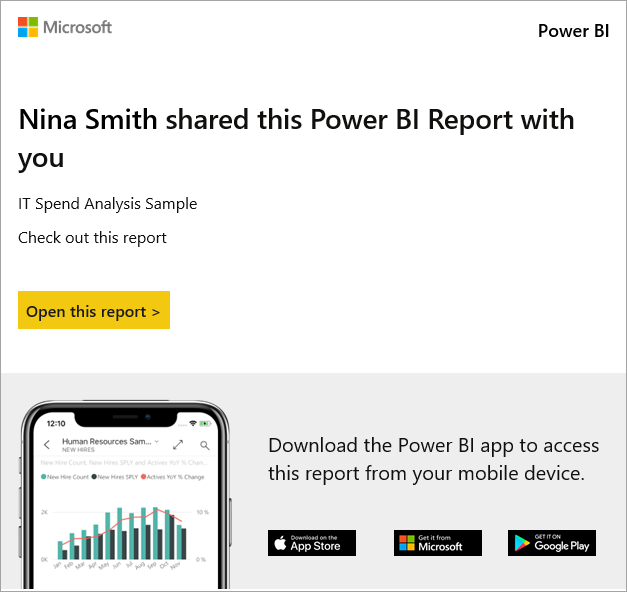 Microsoft
Power BI
Nina Smith shared this Power BI Report with
you
IT Spend Analysis Sample
Check out this report
Open this report >
12:10
Human Resources Sam...
NEW HIRES
New Hire Count, New Hires SPLY and Actives YoY % Chan...
New Hire Count New Hires SPLY Actives YoY % Change
2K 10 %
0K 0 %
Jan Feb Mar Apr May Jun Jul Aug Sep Oct Nov
Download the Power BI app to access
this report from your mobile device.
Download on the
App Store
Get it from
Microsoft
GET IT ON
Google Play